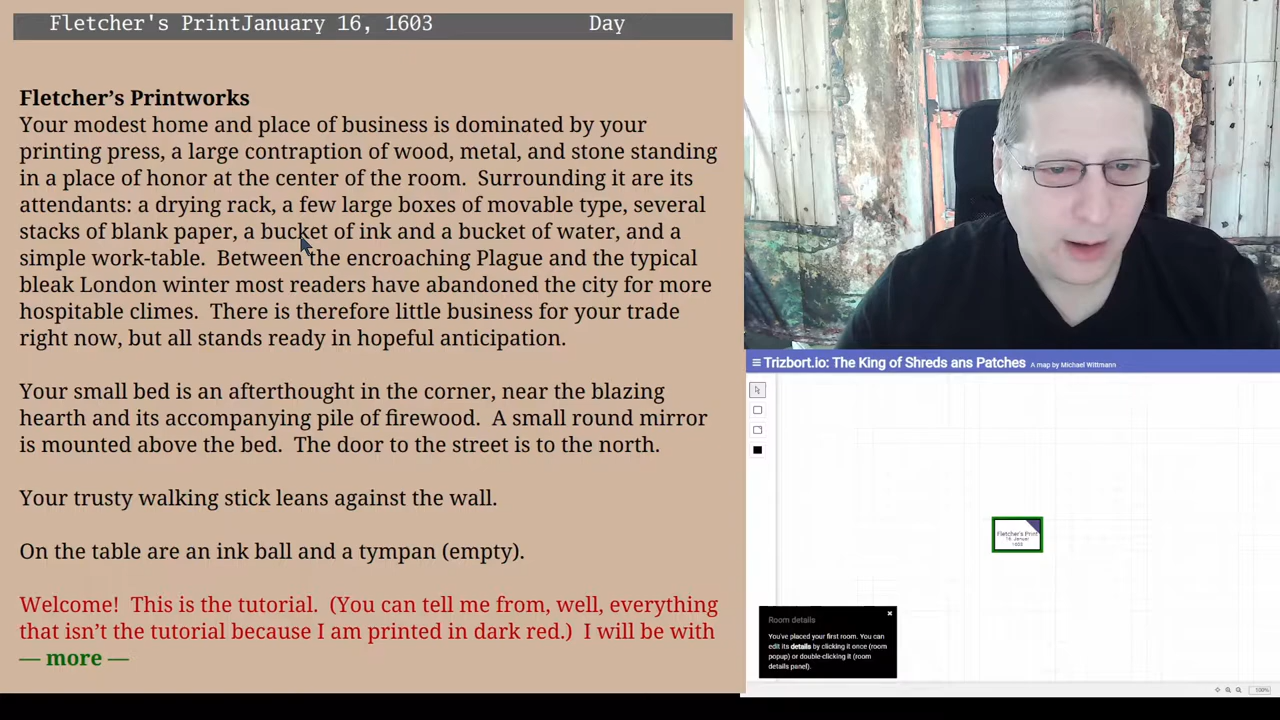 Fletcher's PrintJanuary 16, 1603 Day
Fletcher’s Printworks
Your modest home and place of business is dominated by your
printing press, a large contraption of wood, metal, and stone standing
in a place of honor at the center of the room. Surrounding it are its
attendants: a drying rack, a few large boxes of movable type, several
stacks of blank paper, a bucket of ink and a bucket of water, and a
simple work-table. Between the encroaching Plague and the typical
bleak London winter most readers have abandoned the city for more
hospitable climes. There is therefore little business for your trade
right now, but all stands ready in hopeful anticipation.
Your small bed is an afterthought in the corner, near the blazing
hearth and its accompanying pile of firewood. A small round mirror
is mounted above the bed. The door to the street is to the north.
Your trusty walking stick leans against the wall.
On the table are an ink ball and a tympan (empty).
Welcome! This is the tutorial. (You can tell me from, well, everything
that isn’t the tutorial because I am printed in dark red.) I will be with
— more —
Trizbort.io: The King of Shreds ans Patches A map by Michael Wittmann
Fletcher's Print
16. Januar
1603
Room details
You've placed your first room. You can
edit its details by clicking it once (room
popup) or double-clicking it (room
details panel).
100%